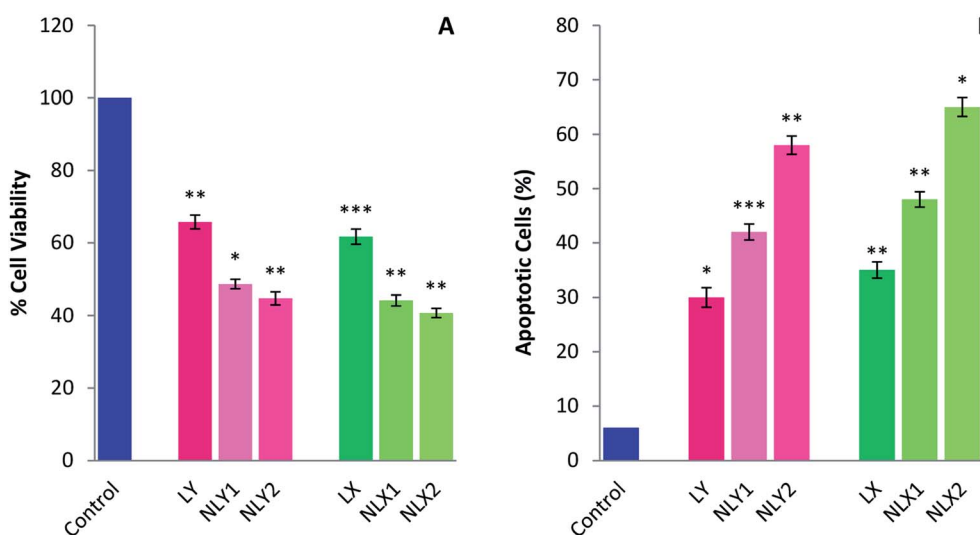 A
% Cell Viability
120
100
80
60
40
20
0
**
*
**
***
**
**
Control
LY
NLY1
NLY2
LX
NLX1
NLX2
Apoptotic Cells (%)
80
70
60
50
40
30
20
10
0
*
***
**
**
**
*
Control
LY
NLY1
NLY2
LX
NLX1
NLX2